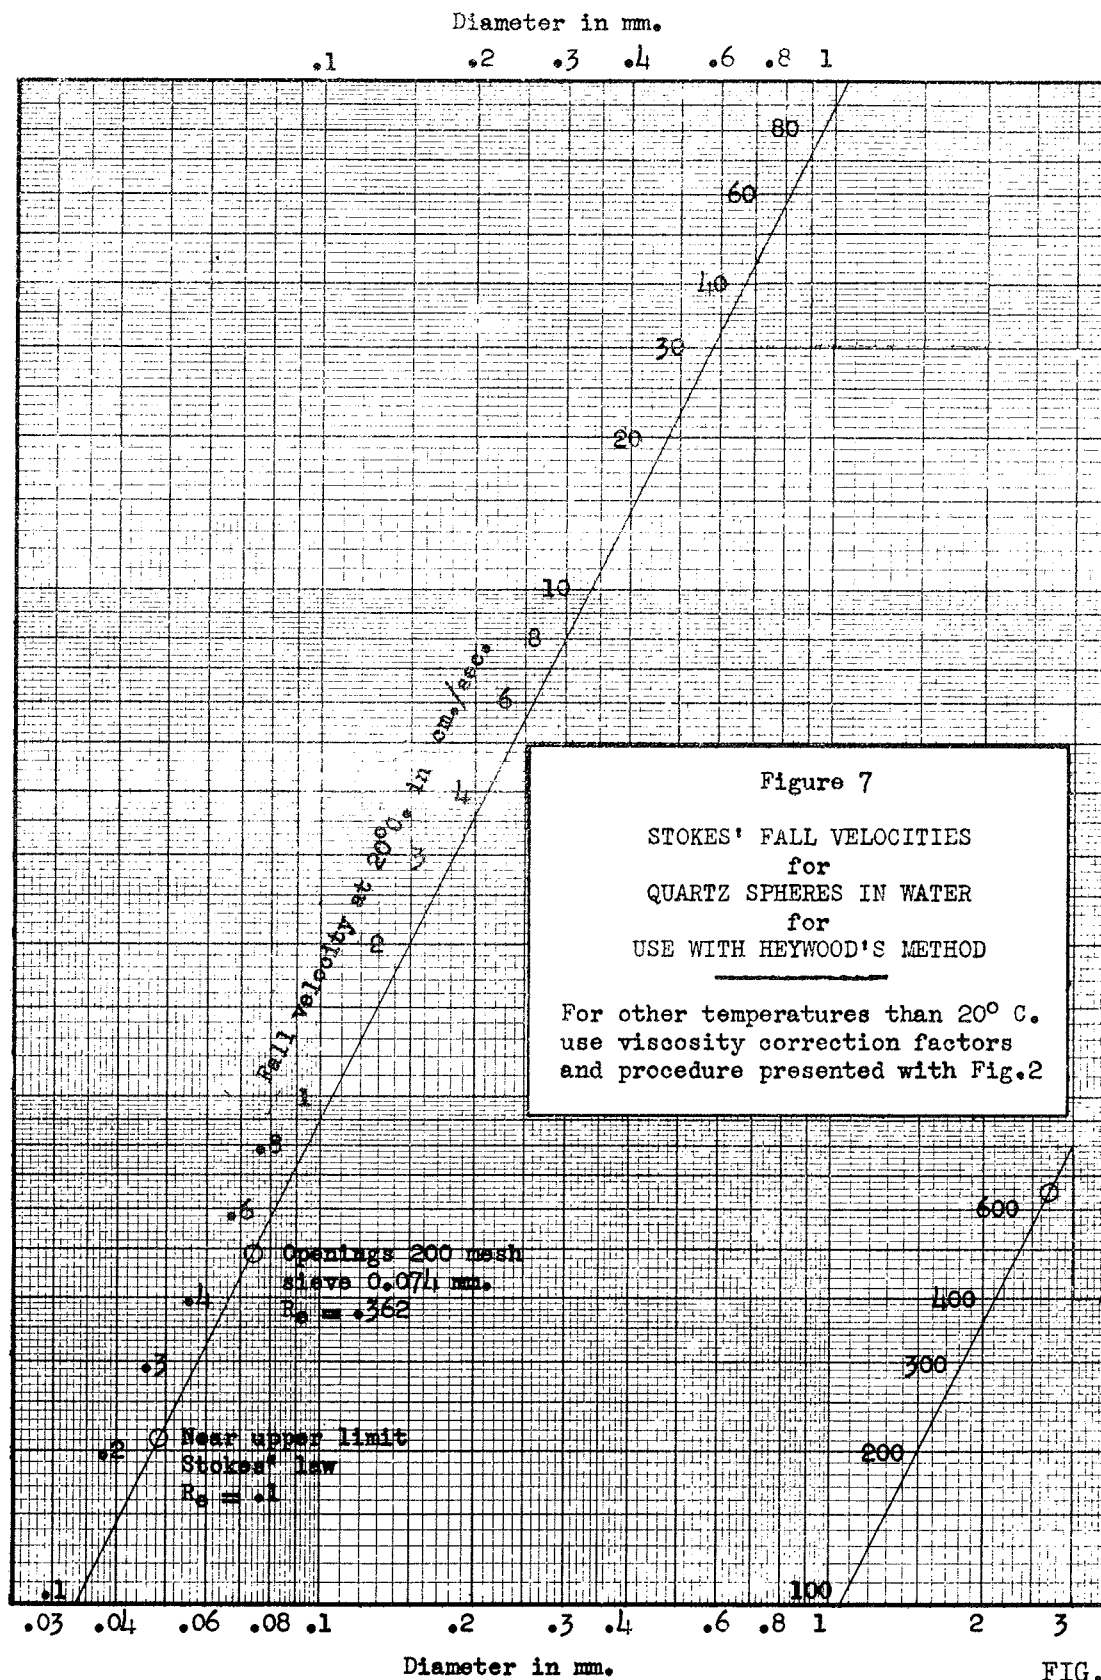 Diameter in mm.
.1 .2 .3 .4 .6 .8 1
80
60
40
30
20
10
8
6
4
3
2
1
.8
.6
.4
.3
.2
.1
Fall velocity at 20°C. in cm./sec.
Figure 7
STOKES' FALL VELOCITIES
for
QUARTZ SPHERES IN WATER
for
USE WITH HEYWOOD'S METHOD
For other temperatures than 20° C.
use viscosity correction factors
and procedure presented with Fig.2
Openings 200 mesh
sieve 0.074 mm.
Re = .362
Near upper limit
Stokes' law
Re = .1
600
400
300
200
100
.03 .04 .06 .08 .1 .2 .3 .4 .6 .8 1 2 3
Diameter in mm.
FIG.